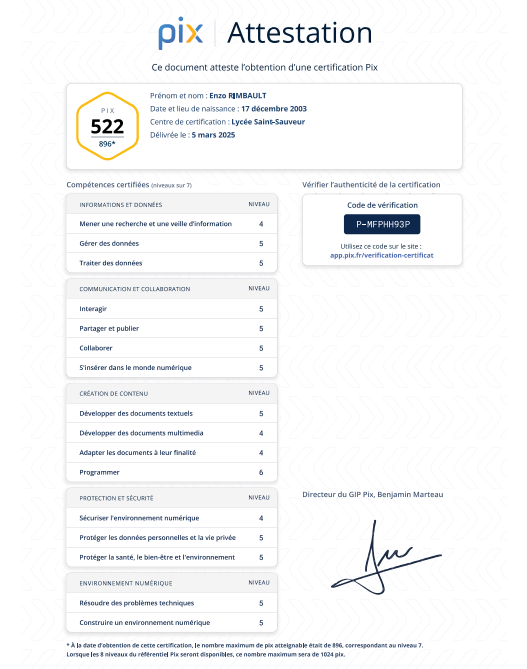 pix | Attestation
Ce document atteste l'obtention d'une certification Pix
PIX
522
896*
Prénom et nom : Enzo RIMBAULT
Date et lieu de naissance : 17 décembre 2003
Centre de certification : Lycée Saint-Sauveur
Délivrée le : 5 mars 2025
Compétences certifiées (niveaux sur 7)
INFORMATIONS ET DONNÉES NIVEAU
Mener une recherche et une veille d'information 4
Gérer des données 5
Traiter des données 5
COMMUNICATION ET COLLABORATION NIVEAU
Interagir 5
Partager et publier 5
Collaborer 5
S'insérer dans le monde numérique 5
CRÉATION DE CONTENU NIVEAU
Développer des documents textuels 5
Développer des documents multimedia 4
Adapter les documents à leur finalité 4
Programmer 6
PROTECTION ET SÉCURITÉ NIVEAU
Sécuriser l'environnement numérique 4
Protéger les données personnelles et la vie privée 5
Protéger la santé, le bien-être et l'environnement 5
ENVIRONNEMENT NUMÉRIQUE NIVEAU
Résoudre des problèmes techniques 5
Construire un environnement numérique 5
Vérifier l'authenticité de la certification
Code de vérification
P-MFPHH93P
Utilisez ce code sur le site :
app.pix.fr/verification-certificat
Directeur du GIP Pix, Benjamin Marteau
* À la date d'obtention de cette certification, le nombre maximum de pix atteignable était de 896, correspondant au niveau 7.
Lorsque les 8 niveaux du référentiel Pix seront disponibles, ce nombre maximum sera de 1024 pix.